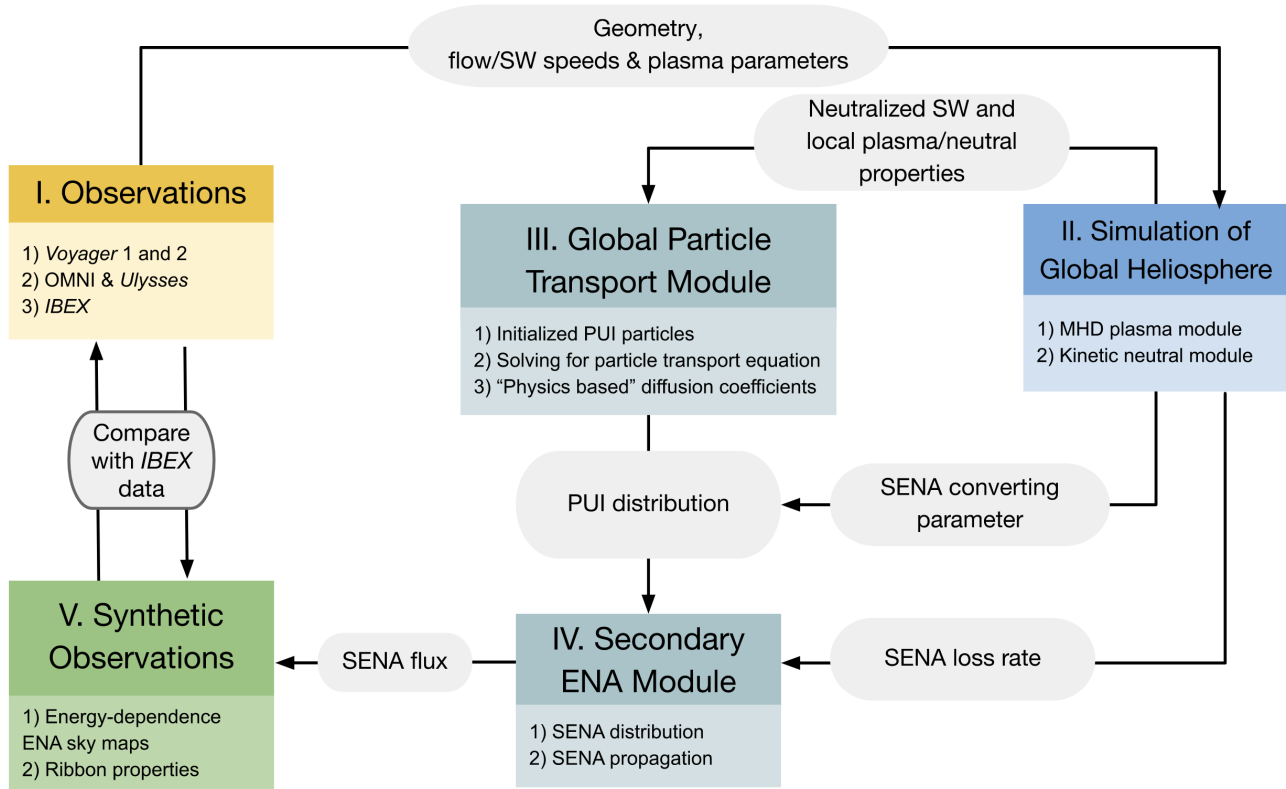 Geometry,
flow/SW speeds & plasma parameters
Neutralized SW and
local plasma/neutral
properties
I. Observations
1) Voyager 1 and 2
2) OMNI & Ulysses
3) IBEX
III. Global Particle
Transport Module
1) Initialized PUI particles
2) Solving for particle transport equation
3) “Physics based” diffusion coefficients
II. Simulation of
Global Heliosphere
1) MHD plasma module
2) Kinetic neutral module
Compare
with IBEX
data
PUI distribution
SENA converting
parameter
V. Synthetic
Observations
1) Energy-dependence
ENA sky maps
2) Ribbon properties
SENA flux
IV. Secondary
ENA Module
1) SENA distribution
2) SENA propagation
SENA loss rate